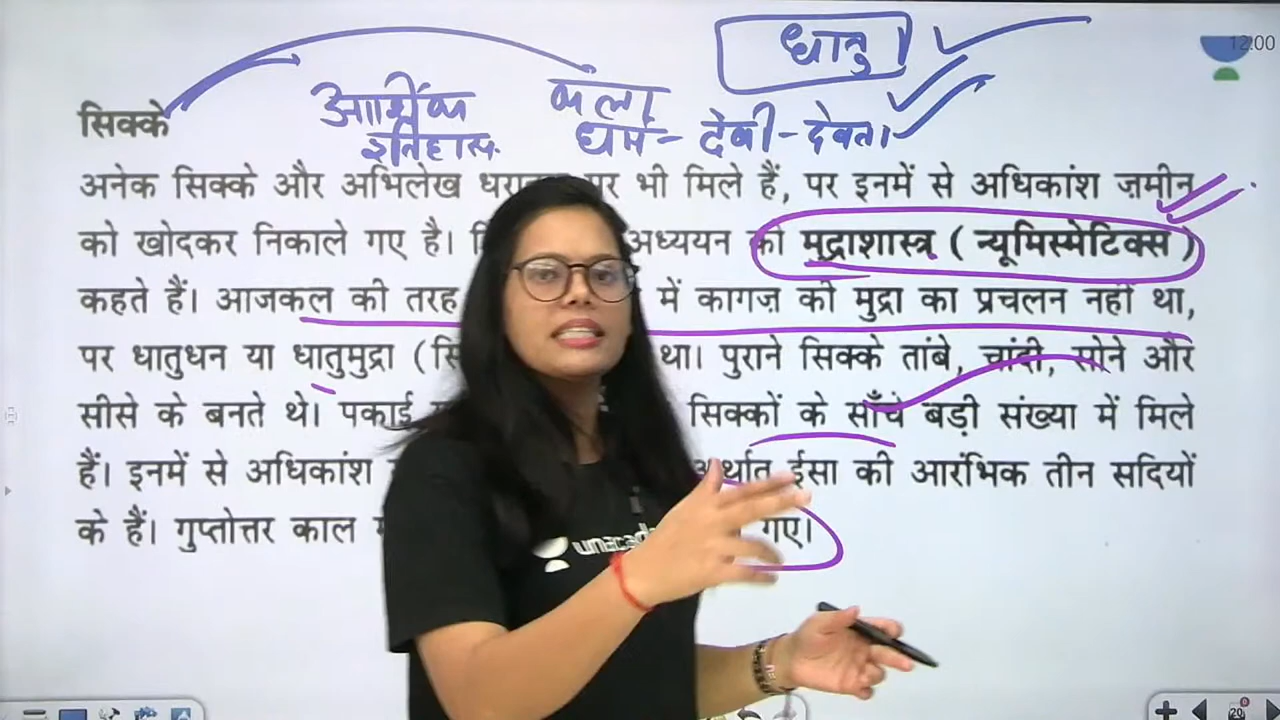 धातु
12:00
आर्थिक कला
सिक्के
इतिहास धर्म - देवी - देवता
अनेक सिक्के और अभिलेख धरातल पर भी मिले हैं, पर इनमें से अधिकांश ज़मीन
को खोदकर निकाले गए है। अध्ययन को मुद्राशास्त्र ( न्यूमिस्मेटिक्स )
कहते हैं। आजकल की तरह में कागज़ की मुद्रा का प्रचलन नहीं था,
पर धातुधन या धातुमुद्रा ( था। पुराने सिक्के तांबे, चांदी, सोने और
सीसे के बनते थे। पकाई सिक्कों के साँचे बड़ी संख्या में मिले
हैं। इनमें से अधिकांश अर्थात ईसा की आरंभिक तीन सदियों
के हैं। गुप्तोत्तर काल गए।
unacad
20